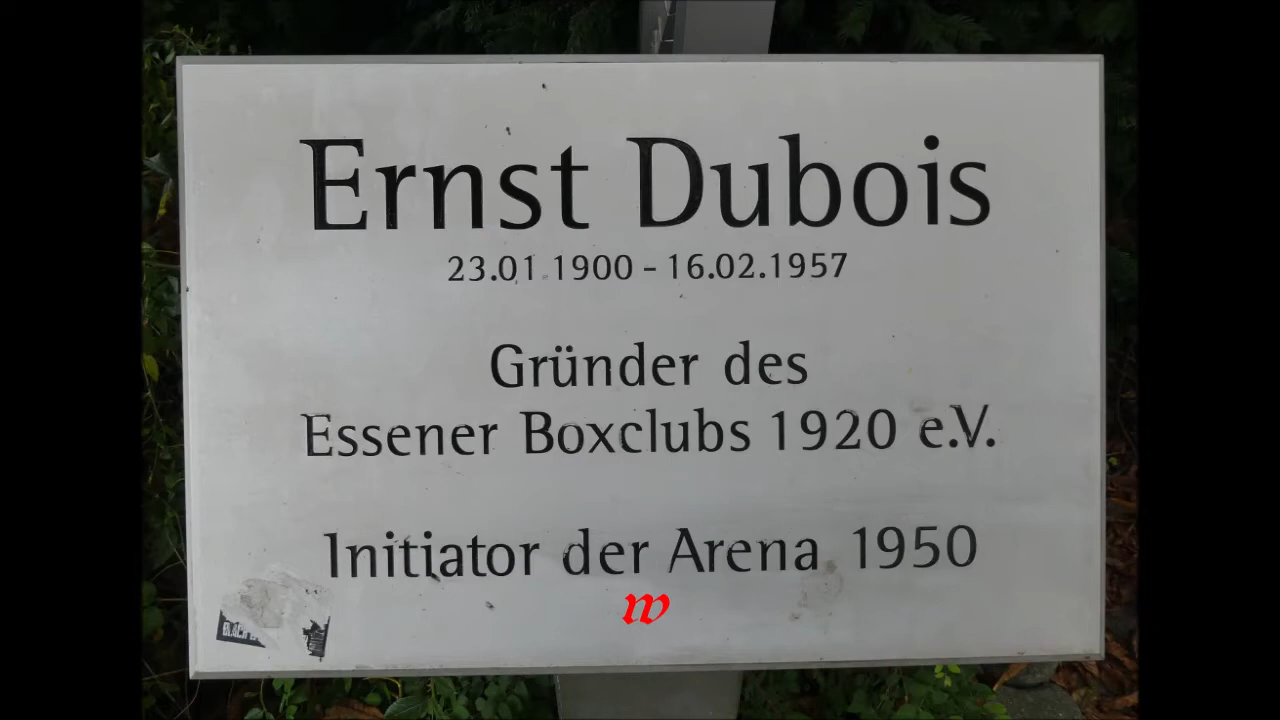 Ernst Dubois
23.01.1900 - 16.02.1957
Gründer des
Essener Boxclubs 1920 e.V.
Initiator der Arena 1950
w